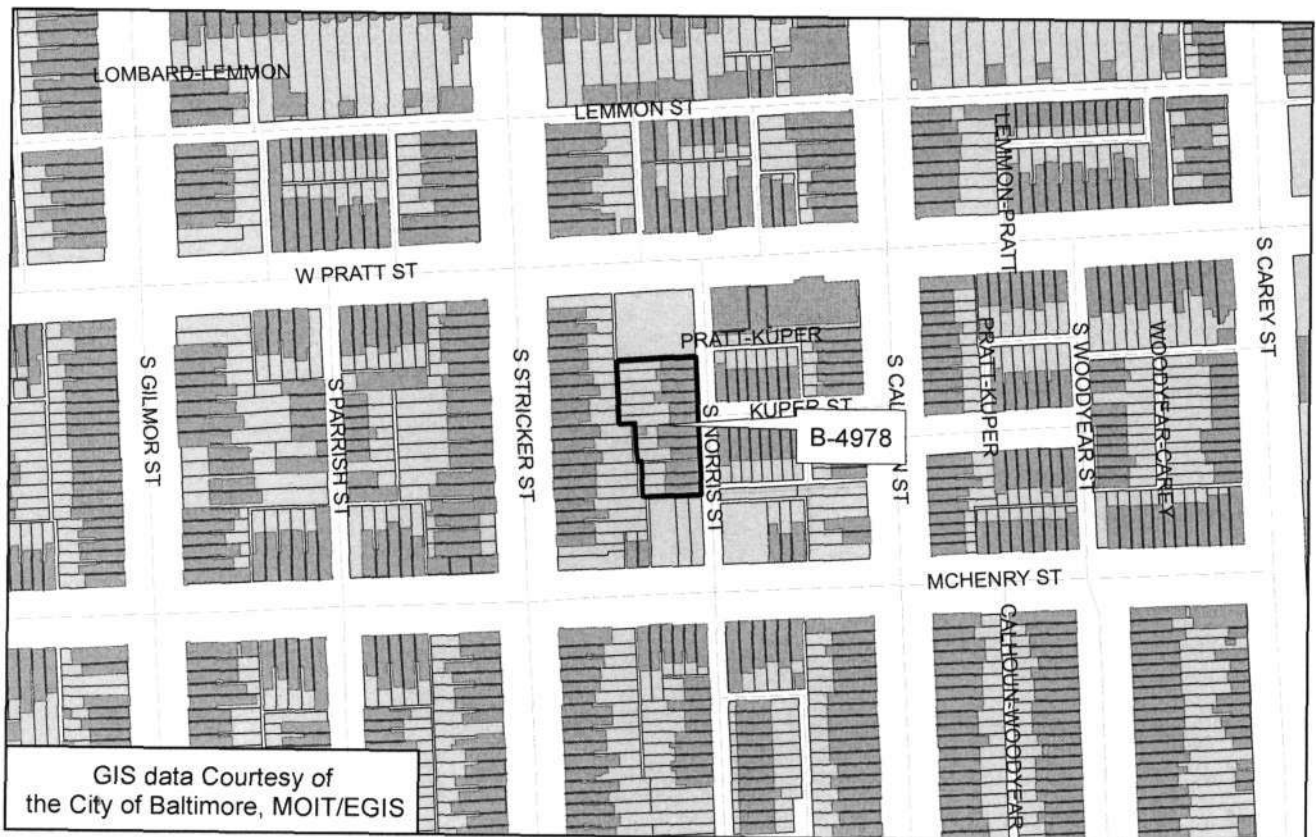 LOMBARD-LEMMON
LEMMON ST
LEMMON-PRATT
W PRATT ST
S CAREY ST
PRATT-KUPER
PRATT-KUPER
S WOODYEAR ST
WOODYEAR-CAREY
S GILMOR ST
S PARRISH ST
S STRICKER ST
KUPER ST
S NORRIS ST
B-4978
MCHENRY ST
CALHOUN-WOODYEAR
GIS data Courtesy of
the City of Baltimore, MOIT/EGIS